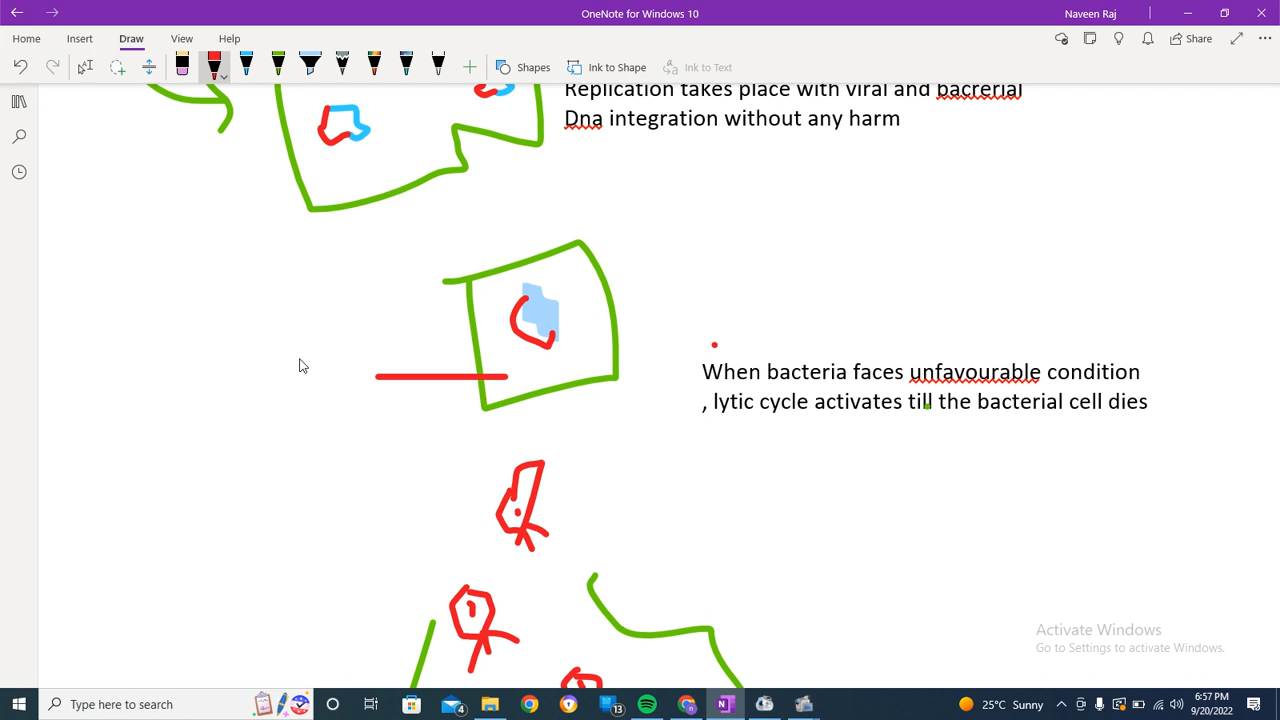 OneNote for Windows 10
Naveen Raj
Home Insert Draw View Help
Share
Shapes
Ink to Shape
Ink to Text
Replication takes place with viral and bacrerial
Dna integration without any harm
When bacteria faces unfavourable condition
, lytic cycle activates till the bacterial cell dies
Activate Windows
Go to Settings to activate Windows.
Type here to search
4
13
25°C Sunny
6:57 PM
9/20/2022